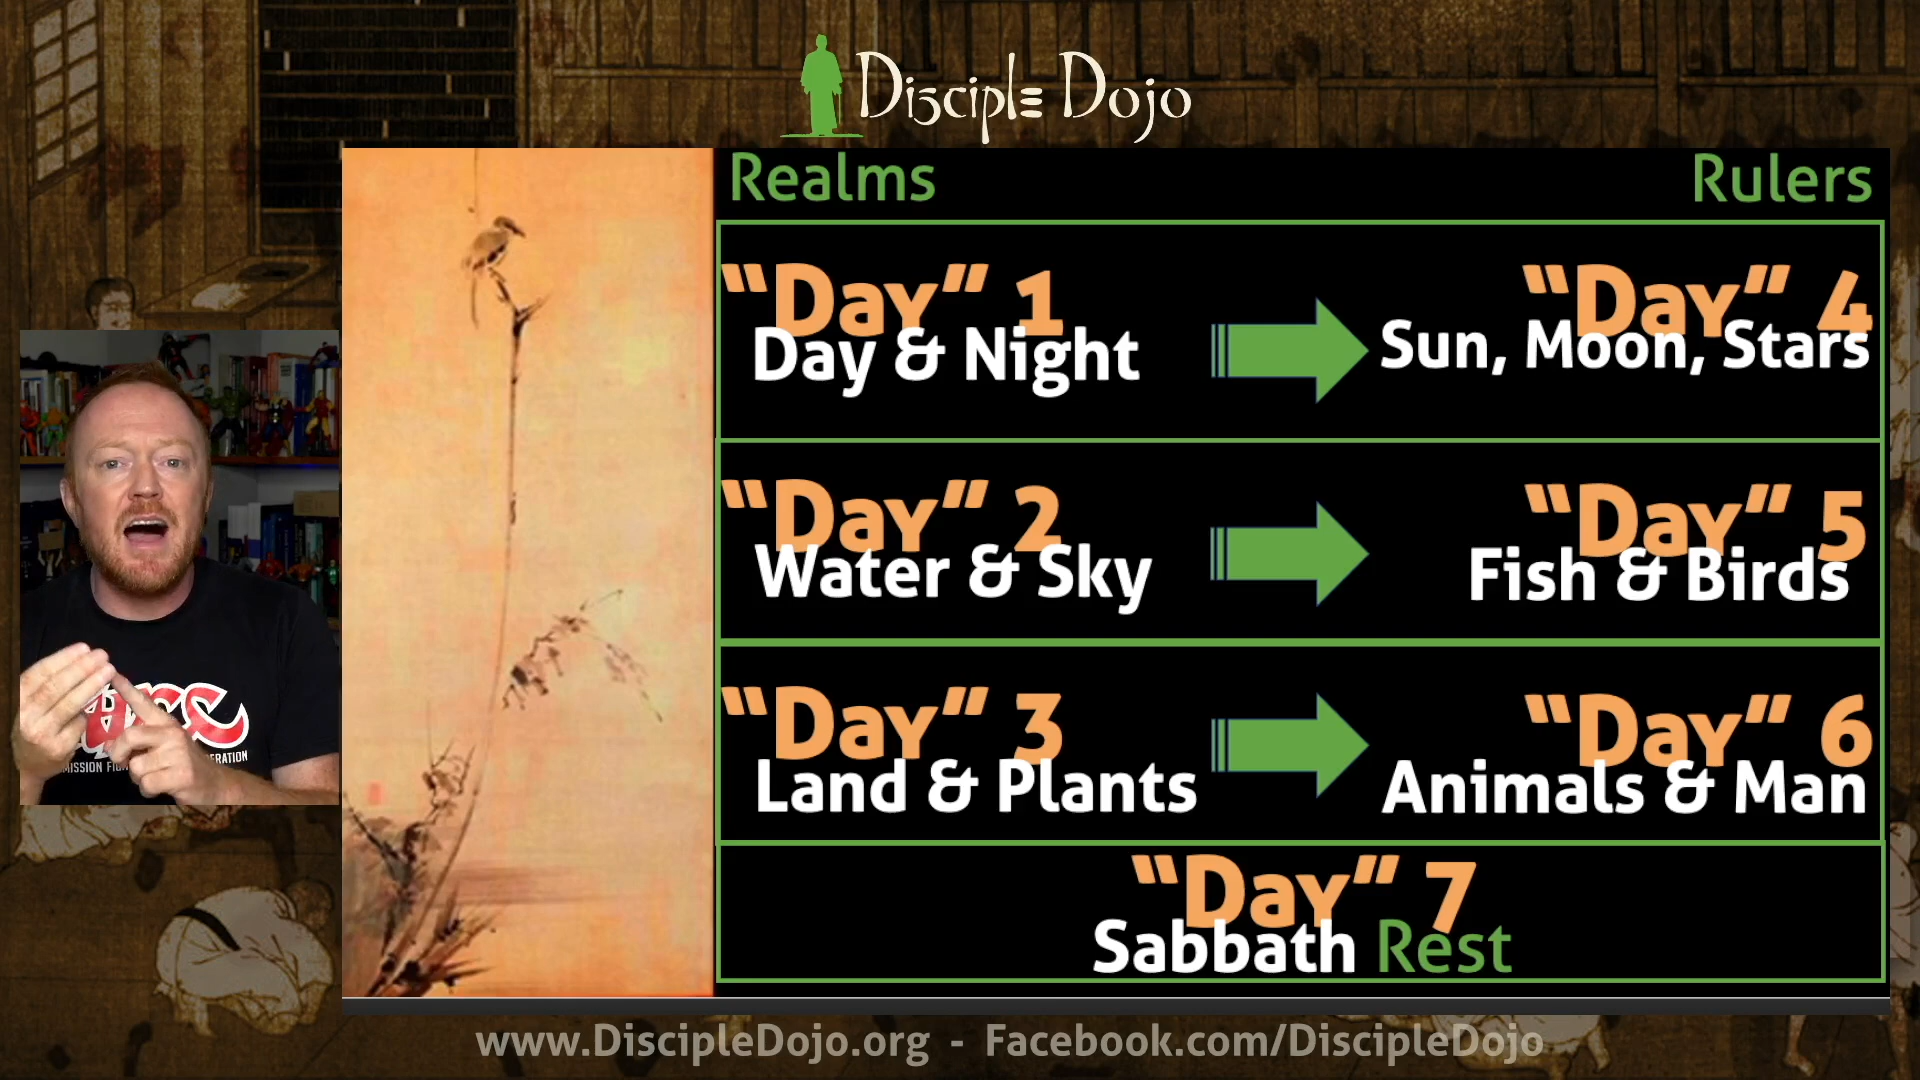 Disciple Dojo
Realms
Rulers
“Day” 1
Day & Night
“Day” 4
Sun, Moon, Stars
“Day” 2
Water & Sky
“Day” 5
Fish & Birds
“Day” 3
Land & Plants
“Day” 6
Animals & Man
“Day” 7
Sabbath Rest
www.DiscipleDojo.org - Facebook.com/DiscipleDojo